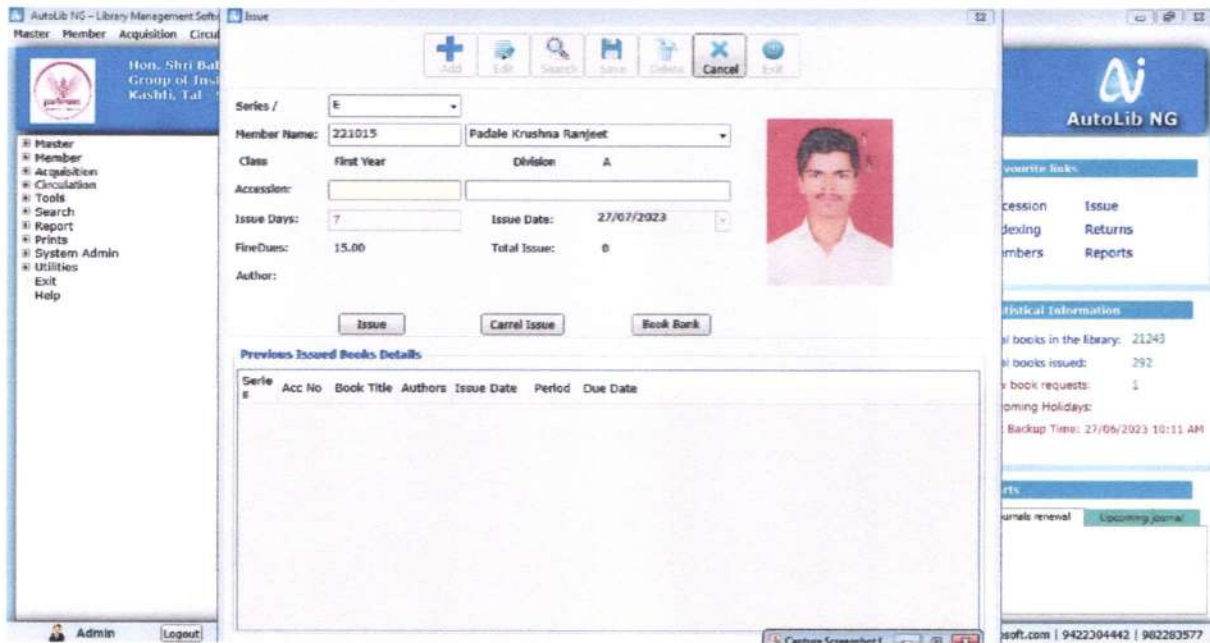 AutoLib NG - Library Management Softw
Issue
Master Member Acquisition Circul
Hon. Shri Bal
Group of Inst
Kashti, Tal - S
Add Edit Search Save Delete Cancel Exit
AutoLib NG
Master
Member
Acquisition
Circulation
Tools
Search
Report
Prints
System Admin
Utilities
Exit
Help
Series / E
Member Name: 221015 Padale Krushna Ranjeet
Class First Year Division A
Accession:
Issue Days: 7 Issue Date: 27/07/2023
FineDues: 15.00 Total Issue: 0
Author:
Issue Carrel Issue Book Bank
Previous Issued Books Details
Serie
s Acc No Book Title Authors Issue Date Period Due Date
vourite links
cession Issue
dexing Returns
mbers Reports
tistical Information
al books in the library: 21243
al books issued: 292
w book requests: 1
oming Holidays:
t Backup Time: 27/06/2023 10:11 AM
rts
urnals renewal Upcoming journal
Admin Logout
Capture Screenshot f
soft.com | 9422304442 | 982283577